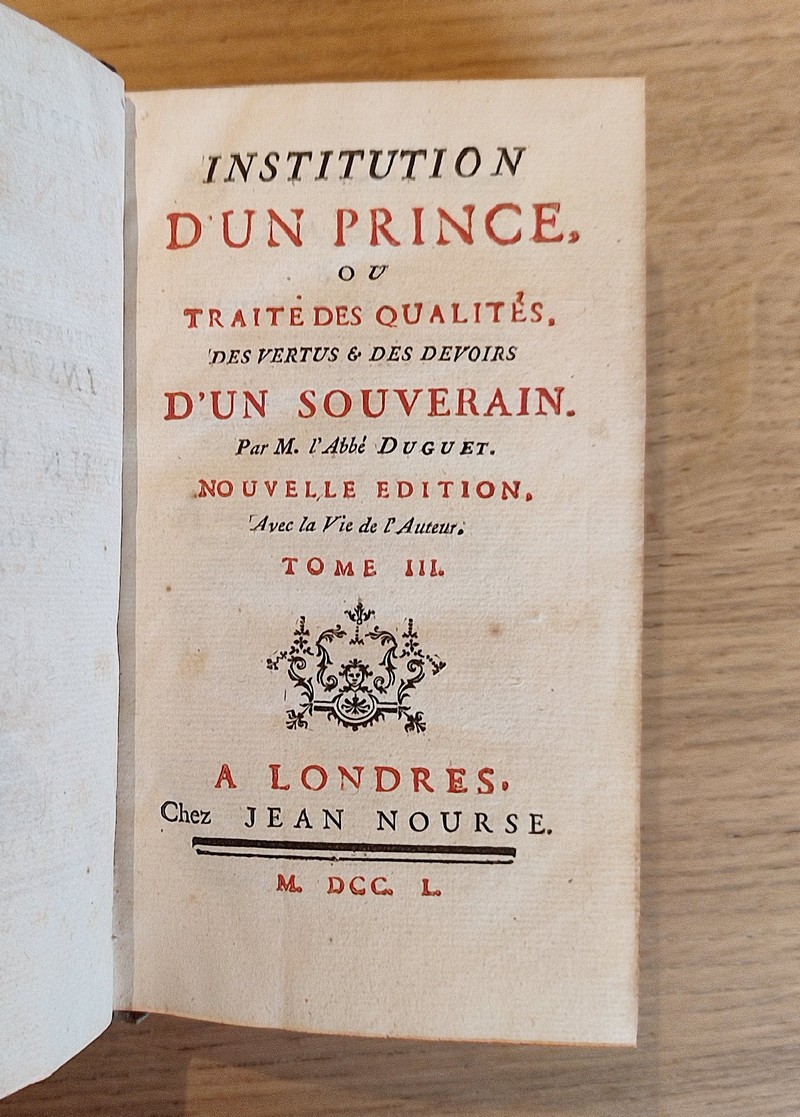 INSTITUTION
D'UN PRINCE,
OU
TRAITÉ DES QUALITÉS,
DES VERTUS & DES DEVOIRS
D'UN SOUVERAIN.
Par M. l'Abbé DUGUET.
NOUVELLE EDITION,
Avec la Vie de l'Auteur.
TOME III.
A LONDRES.
Chez JEAN NOURSE.
M. DCC. L.